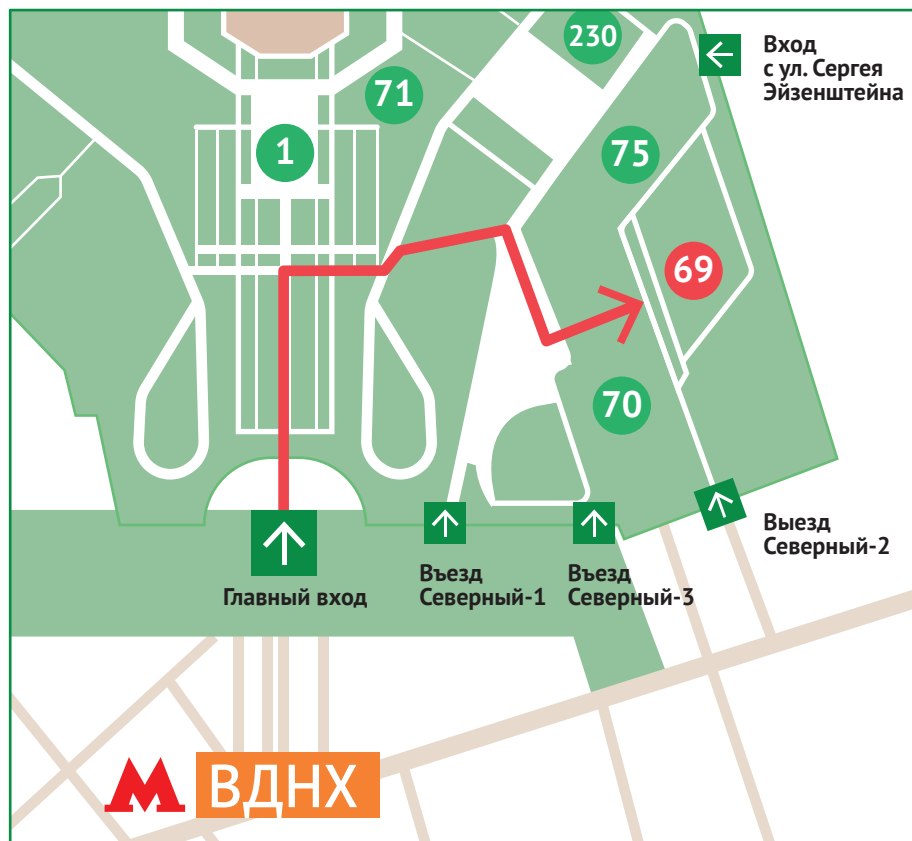 230
Вход
с ул. Сергея
Эйзенштейна
71
1
75
69
70
Выезд
Северный-2
Главный вход
Въезд
Северный-1
Въезд
Северный-3
М ВДНХ